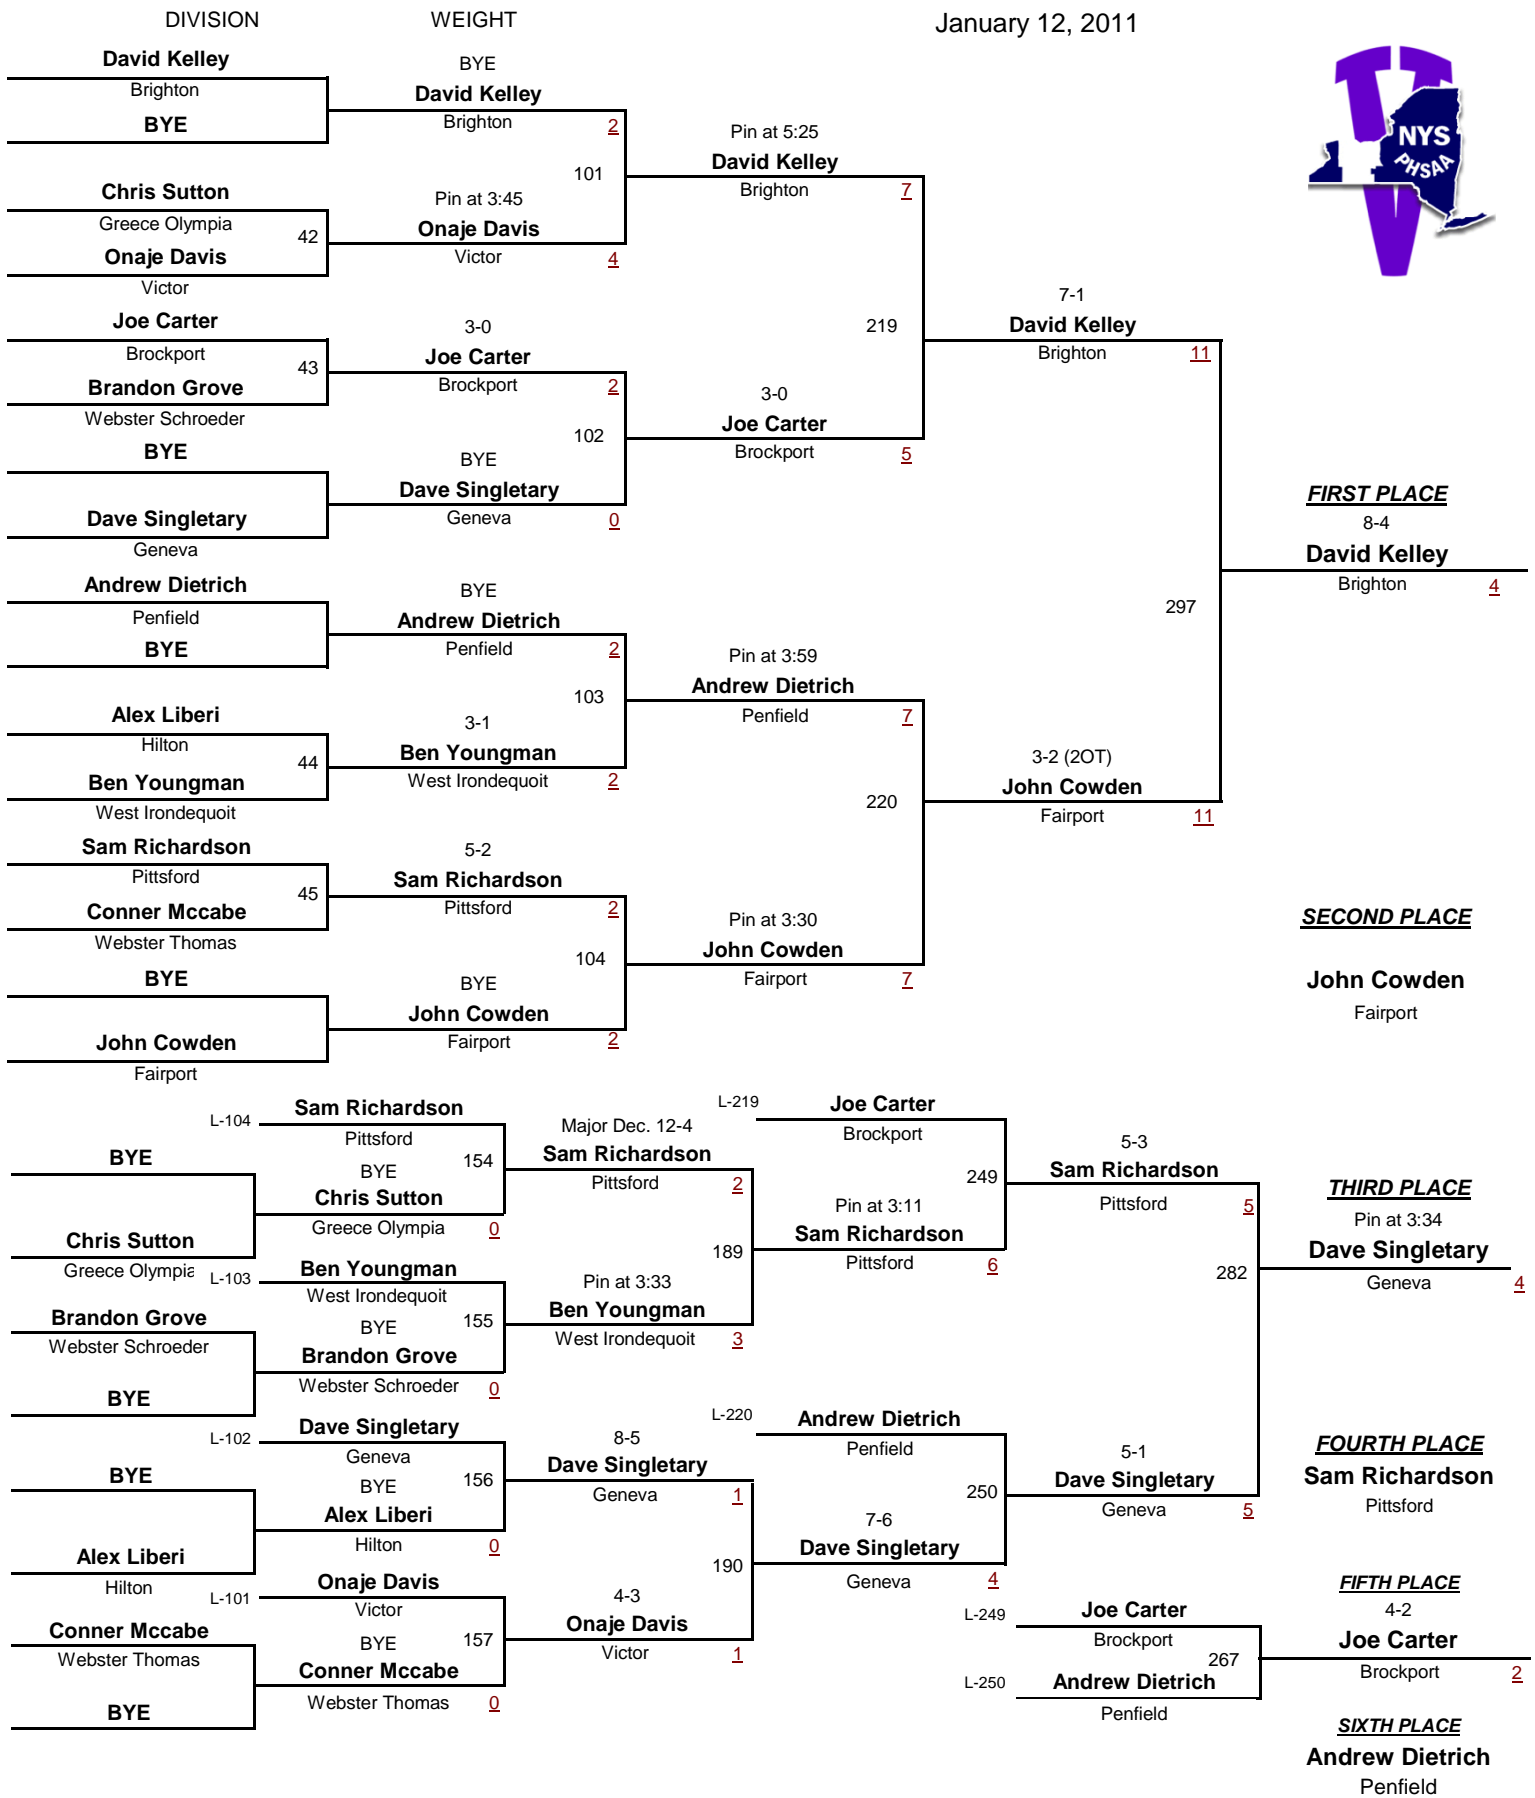 DIVISION WEIGHT January 12, 2011
David Kelley
Brighton
BYE
Chris Sutton
Greece Olympia
42
Onaje Davis
Victor
Joe Carter
Brockport
43
Brandon Grove
Webster Schroeder
BYE
Dave Singletary
Geneva
Andrew Dietrich
Penfield
BYE
Alex Liberi
Hilton
44
Ben Youngman
West Irondequoit
Sam Richardson
Pittsford
45
Conner Mccabe
Webster Thomas
BYE
John Cowden
Fairport
BYE
David Kelley
Brighton 2
101
Pin at 3:45
Onaje Davis
Victor 4
3-0
Joe Carter
Brockport 2
102
BYE
Dave Singletary
Geneva 0
BYE
Andrew Dietrich
Penfield 2
103
3-1
Ben Youngman
West Irondequoit 2
5-2
Sam Richardson
Pittsford 2
104
BYE
John Cowden
Fairport 2
Pin at 5:25
David Kelley
Brighton 7
219
3-0
Joe Carter
Brockport 5
Pin at 3:59
Andrew Dietrich
Penfield 7
220
Pin at 3:30
John Cowden
Fairport 7
7-1
David Kelley
Brighton 11
297
3-2 (2OT)
John Cowden
Fairport 11
NYS
PHSAA
FIRST PLACE
8-4
David Kelley
Brighton 4
SECOND PLACE
John Cowden
Fairport
BYE
Chris Sutton
Greece Olympia
Brandon Grove
Webster Schroeder
BYE
BYE
Alex Liberi
Hilton
Conner Mccabe
Webster Thomas
BYE
L-104
Sam Richardson
Pittsford
154
BYE
Chris Sutton
Greece Olympia 0
L-103
Ben Youngman
West Irondequoit
155
BYE
Brandon Grove
Webster Schroeder 0
L-102
Dave Singletary
Geneva
156
BYE
Alex Liberi
Hilton 0
L-101
Onaje Davis
Victor
157
BYE
Conner Mccabe
Webster Thomas 0
Major Dec. 12-4
Sam Richardson
Pittsford 2
189
Pin at 3:33
Ben Youngman
West Irondequoit 3
8-5
Dave Singletary
Geneva 1
190
4-3
Onaje Davis
Victor 1
L-219
Joe Carter
Brockport
249
Pin at 3:11
Sam Richardson
Pittsford 6
L-220
Andrew Dietrich
Penfield
250
7-6
Dave Singletary
Geneva 4
5-3
Sam Richardson
Pittsford 5
282
5-1
Dave Singletary
Geneva 5
L-249
Joe Carter
Brockport
267
L-250
Andrew Dietrich
Penfield
THIRD PLACE
Pin at 3:34
Dave Singletary
Geneva 4
FOURTH PLACE
Sam Richardson
Pittsford
FIFTH PLACE
4-2
Joe Carter
Brockport 2
SIXTH PLACE
Andrew Dietrich
Penfield